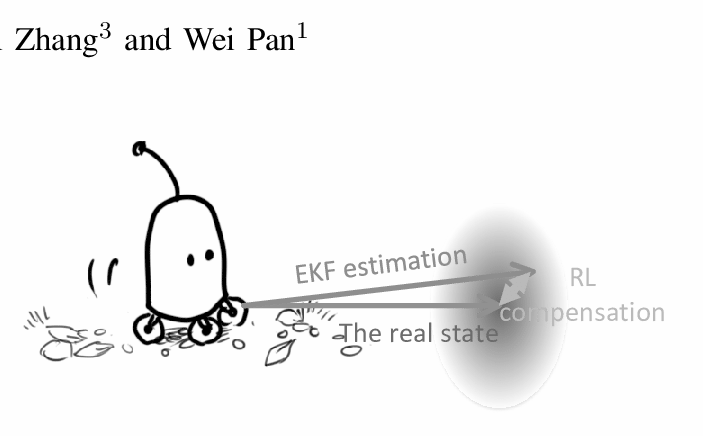 Zhang³ and Wei Pan¹
EKF estimation
RL
compensation
The real state